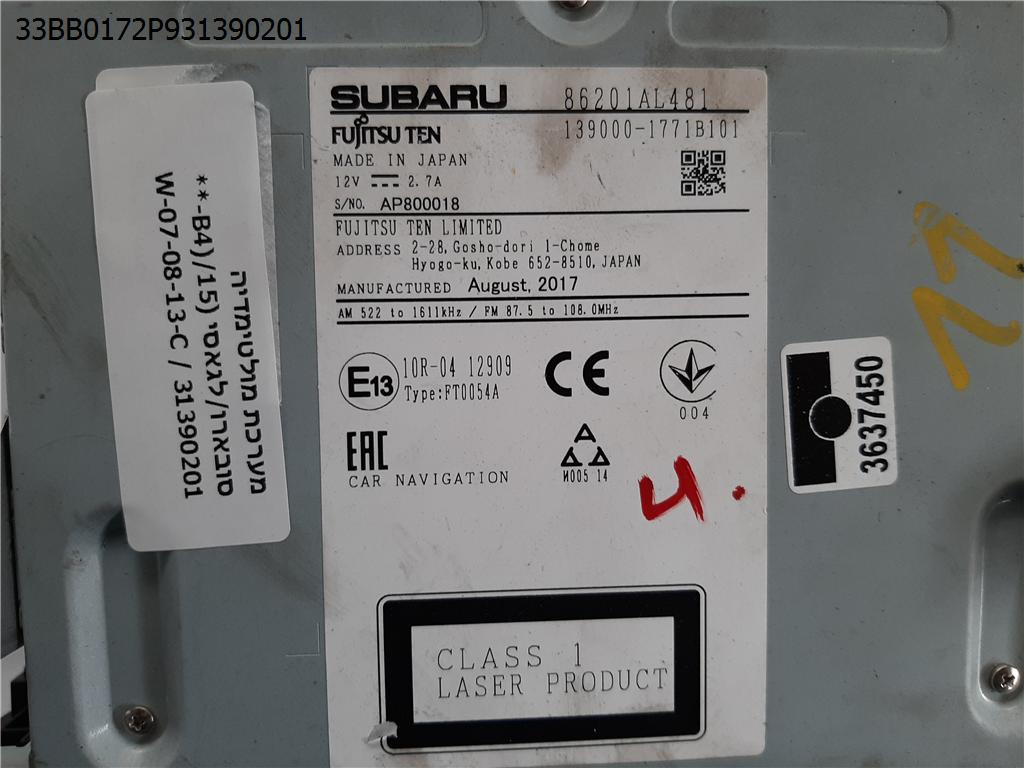 33BB0172P931390201
SUBARU 86201AL481
FUJITSU TEN 139000-1771B101
MADE IN JAPAN
12V 2.7A
S/NO. AP800018
FUJITSU TEN LIMITED
ADDRESS 2-28, Gosho-dori 1-Chome
Hyogo-ku, Kobe 652-8510, JAPAN
MANUFACTURED August, 2017
AM 522 to 1611kHz / FM 87.5 to 108.0MHz
E13 10R-04 12909
Type:FT0054A
CE
004
EAC
CAR NAVIGATION
A
И005 14
4.
CLASS 1
LASER PRODUCT
מערכת מולטימדיה
סובארו/לגאסי (15/(B4-**
W-07-08-13-C / 31390201
3637450